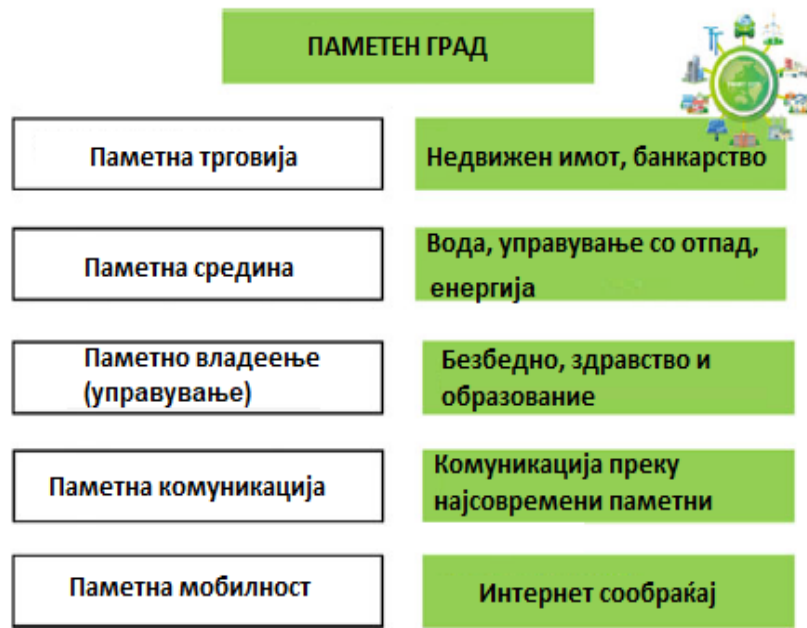 ПАМЕТЕН ГРАД
Паметна трговија
Недвижен имот, банкарство
Паметна средина
Вода, управување со отпад,
енергија
Паметно владеење
(управување)
Безбедно, здравство и
образование
Паметна комуникација
Комуникација преку
најсовремени паметни
Паметна мобилност
Интернет сообраќај